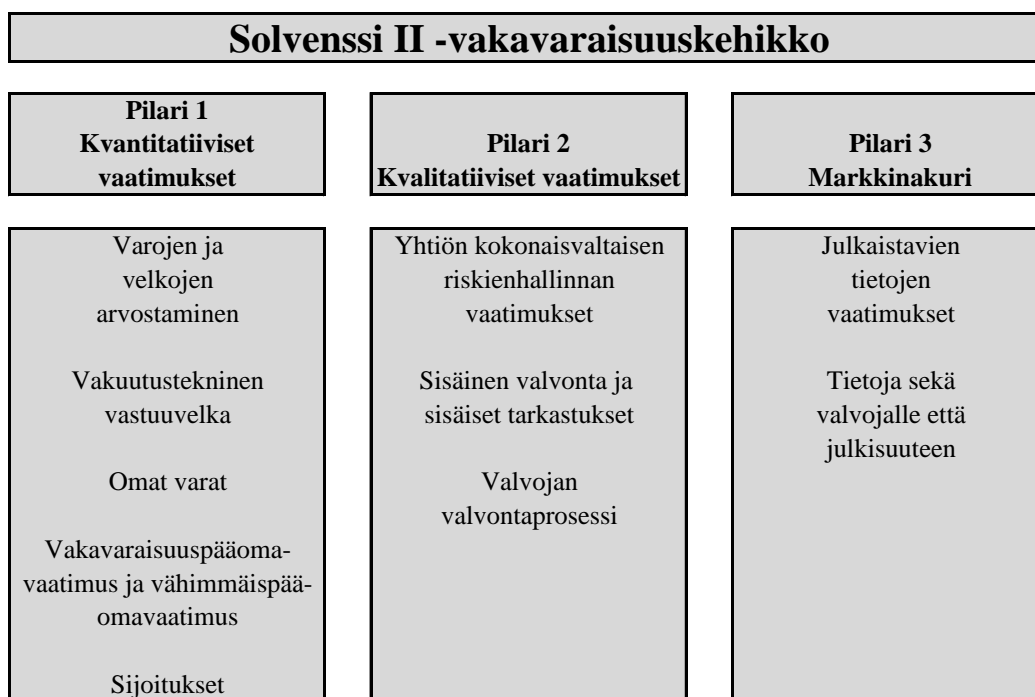 Solvenssi II -vakavaraisuuskehikko
Pilari 1
Kvantitatiiviset
vaatimukset
Pilari 2
Kvalitatiiviset vaatimukset
Pilari 3
Markkinakuri
Varojen ja
velkojen
arvostaminen
Vakuutustekninen
vastuuvelka
Omat varat
Vakavaraisuuspääoma-
vaatimus ja vähimmäispää-
omavaatimus
Sijoitukset
Yhtiön kokonaisvaltaisen
riskienhallinnan
vaatimukset
Sisäinen valvonta ja
sisäiset tarkastukset
Valvojan
valvontaprosessi
Julkaistavien
tietojen
vaatimukset
Tietoja sekä
valvojalle että
julkisuuteen